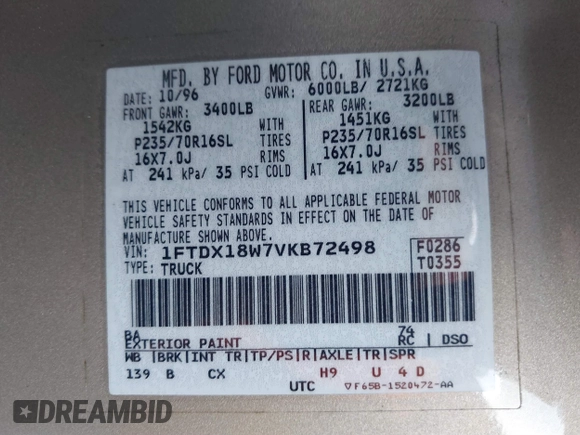 MFD. BY FORD MOTOR CO. IN U.S.A.
DATE: 10/96 GVWR: 6000LB/ 2721KG
FRONT GAWR: 3400LB REAR GAWR: 3200LB
1542KG WITH 1451KG WITH
P235/70R16SL TIRES P235/70R16SL TIRES
16X7.0J RIMS 16X7.0J RIMS
AT 241 kPa/ 35 PSI COLD AT 241 kPa/ 35 PSI COLD
THIS VEHICLE CONFORMS TO ALL APPLICABLE FEDERAL MOTOR
VEHICLE SAFETY STANDARDS IN EFFECT ON THE DATE OF
MANUFACTURE SHOWN ABOVE.
VIN: 1FTDX18W7VKB72498 F0286
TYPE: TRUCK T0355
BA 74
EXTERIOR PAINT RC DSO
WB |BRK|INT TR|TP/PS|R|AXLE|TR|SPR
139 B CX H9 U 4 D
UTC ▽F65B-1520472-AA
DREAMBID